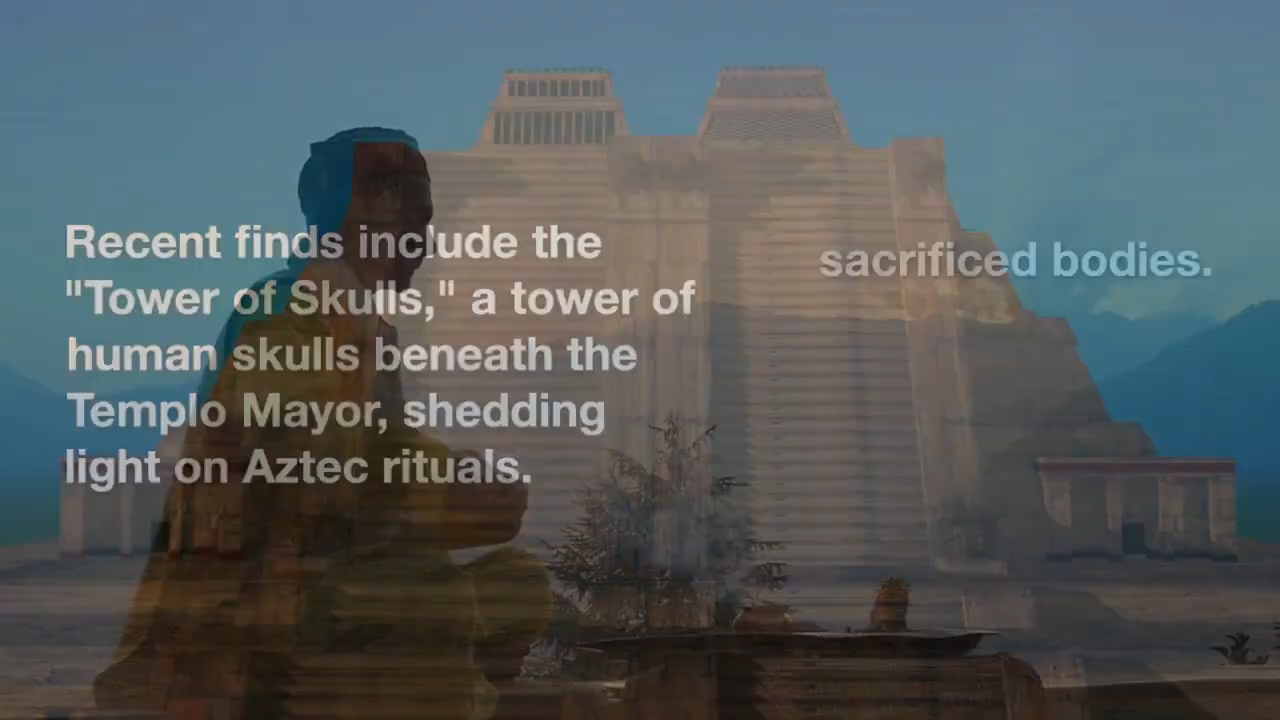 Recent finds include the
"Tower of Skulls," a tower of
human skulls beneath the
Templo Mayor, shedding
light on Aztec rituals.
sacrificed bodies.